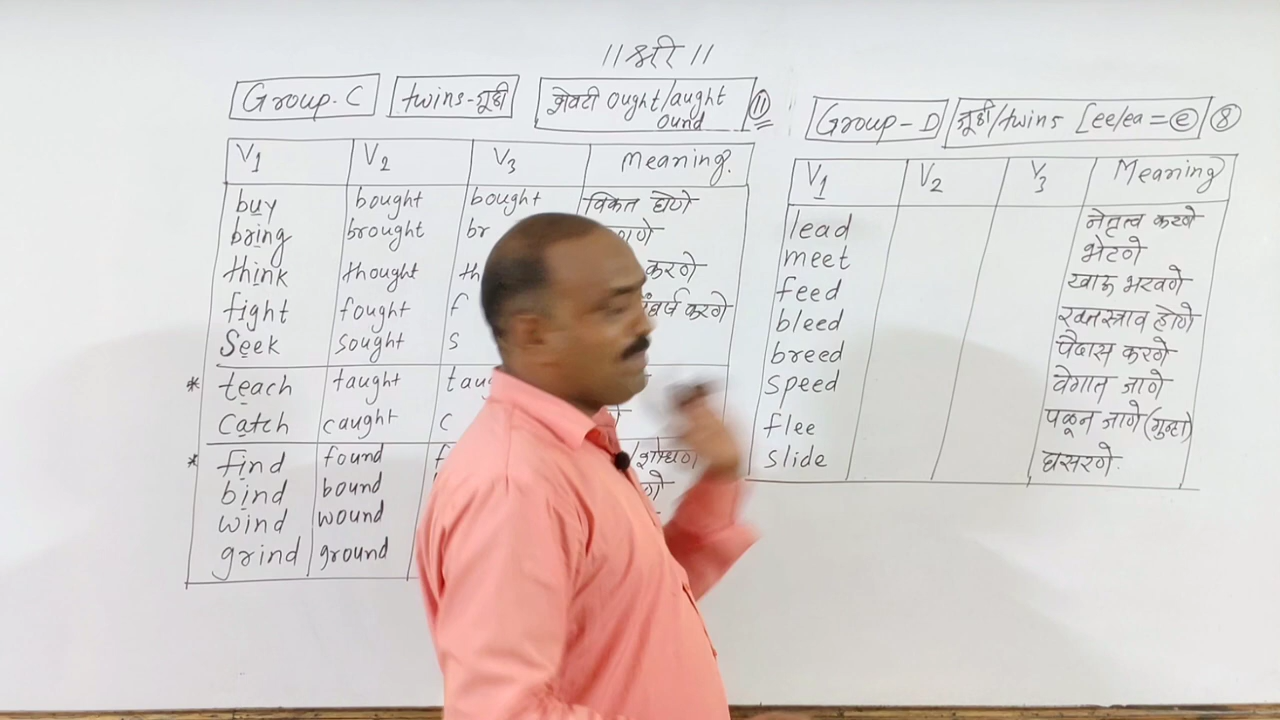 ॥श्री॥
Group-C twins-जूडी शेवटी ought/aught ound 11
V1 V2 V3 Meaning.
buy bought bought विकत घेणे
bring brought br
think thought th करणे
fight fought f संघर्ष करणे
Seek sought s
* teach taught taug
catch caught c
* find found f /शोधणे
bind bound
wind wound
grind ground
Group-D जूडी/twins [ee/ea = e 8
V1 V2 V3 Meaning
lead नेतृत्व करणे
meet भेटणे
feed खाऊ भरवणे
bleed रक्तस्त्राव होणे
breed पैदास करणे
speed वेगात जाणे
flee पळून जाणे (गुन्हा)
slide घसरणे.